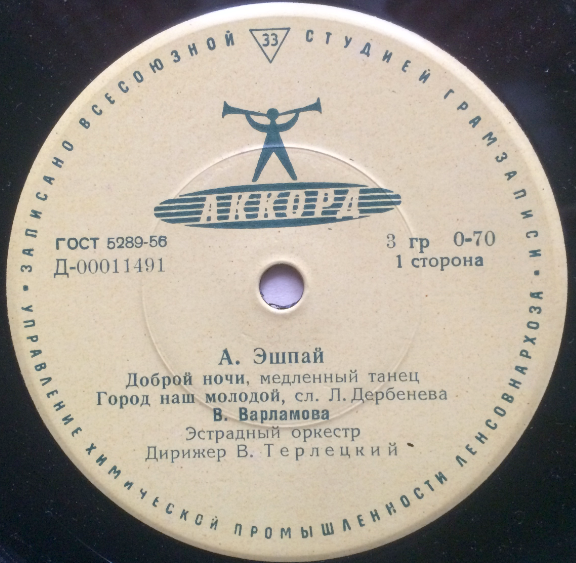 ЗАПИСАНО ВСЕСОЮЗНОЙ 33 СТУДИЕЙ ГРАМЗАПИСИ
АККОРД
ГОСТ 5289-56
Д-00011491
3 гр 0-70
1 сторона
А. Эшпай
Доброй ночи, медленный танец
Город наш молодой, сл. Л. Дербенева
В. Варламова
Эстрадный оркестр
Дирижер В. Терлецкий
УПРАВЛЕНИЕ ХИМИЧЕСКОЙ ПРОМЫШЛЕННОСТИ ЛЕНСОВНАРХОЗА